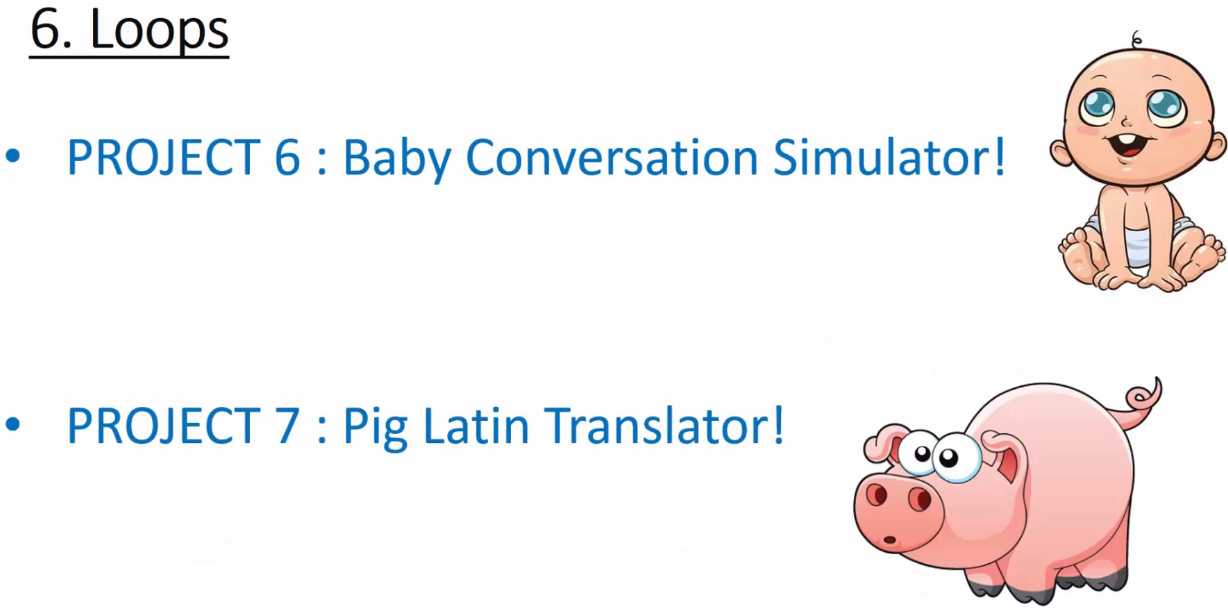 6. Loops
• PROJECT 6 : Baby Conversation Simulator!
• PROJECT 7 : Pig Latin Translator!